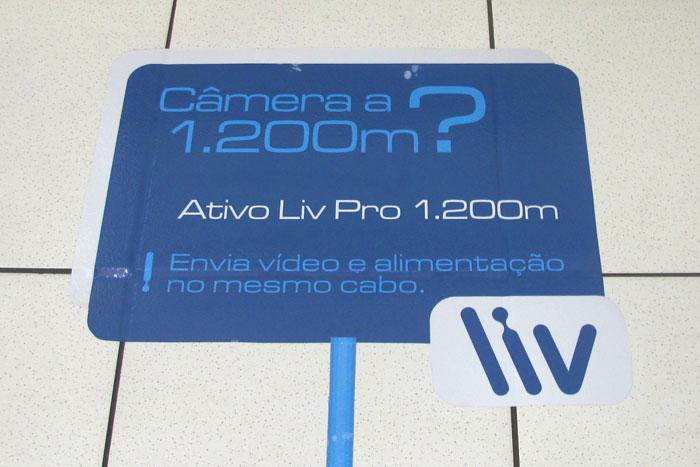 Câmera a
1.200m?
Ativo Liv Pro 1.200m
! Envia vídeo e alimentação
no mesmo cabo.
liv